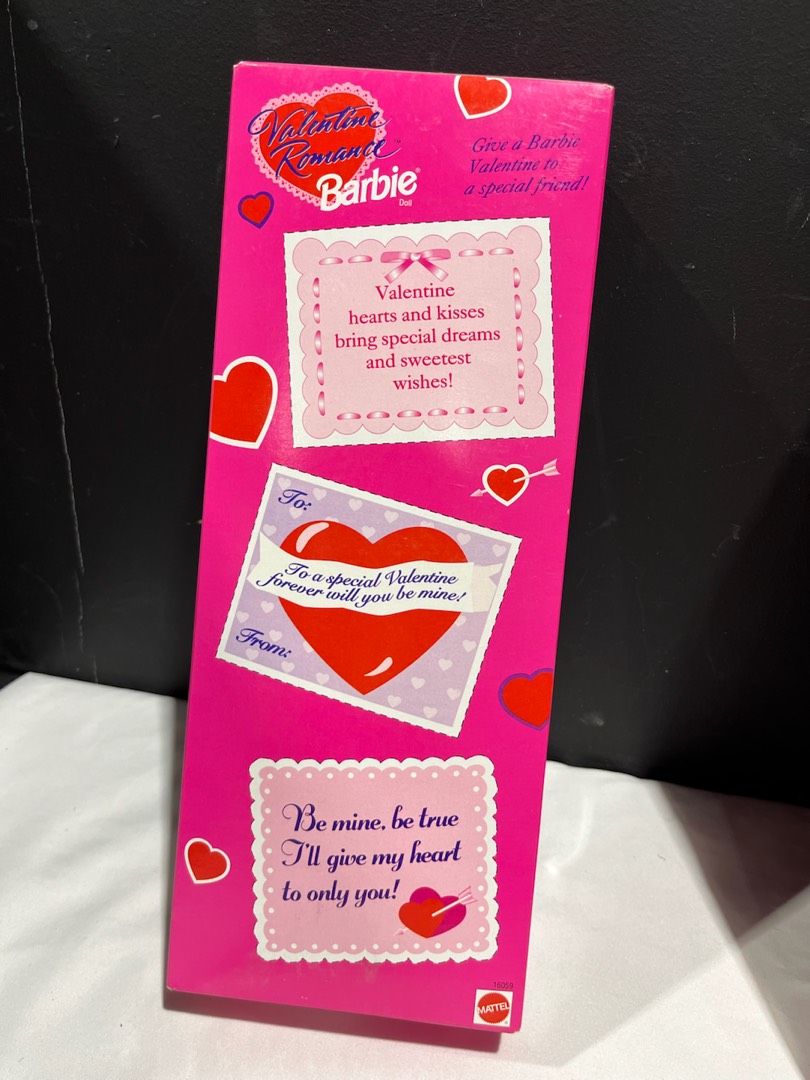 Valentine
Romance™
Barbie®
Doll
Give a Barbie
Valentine to
a special friend!
Valentine
hearts and kisses
bring special dreams
and sweetest
wishes!
To:
To a special Valentine
forever will you be mine!
From:
Be mine, be true
I'll give my heart
to only you!
16059
MATTEL